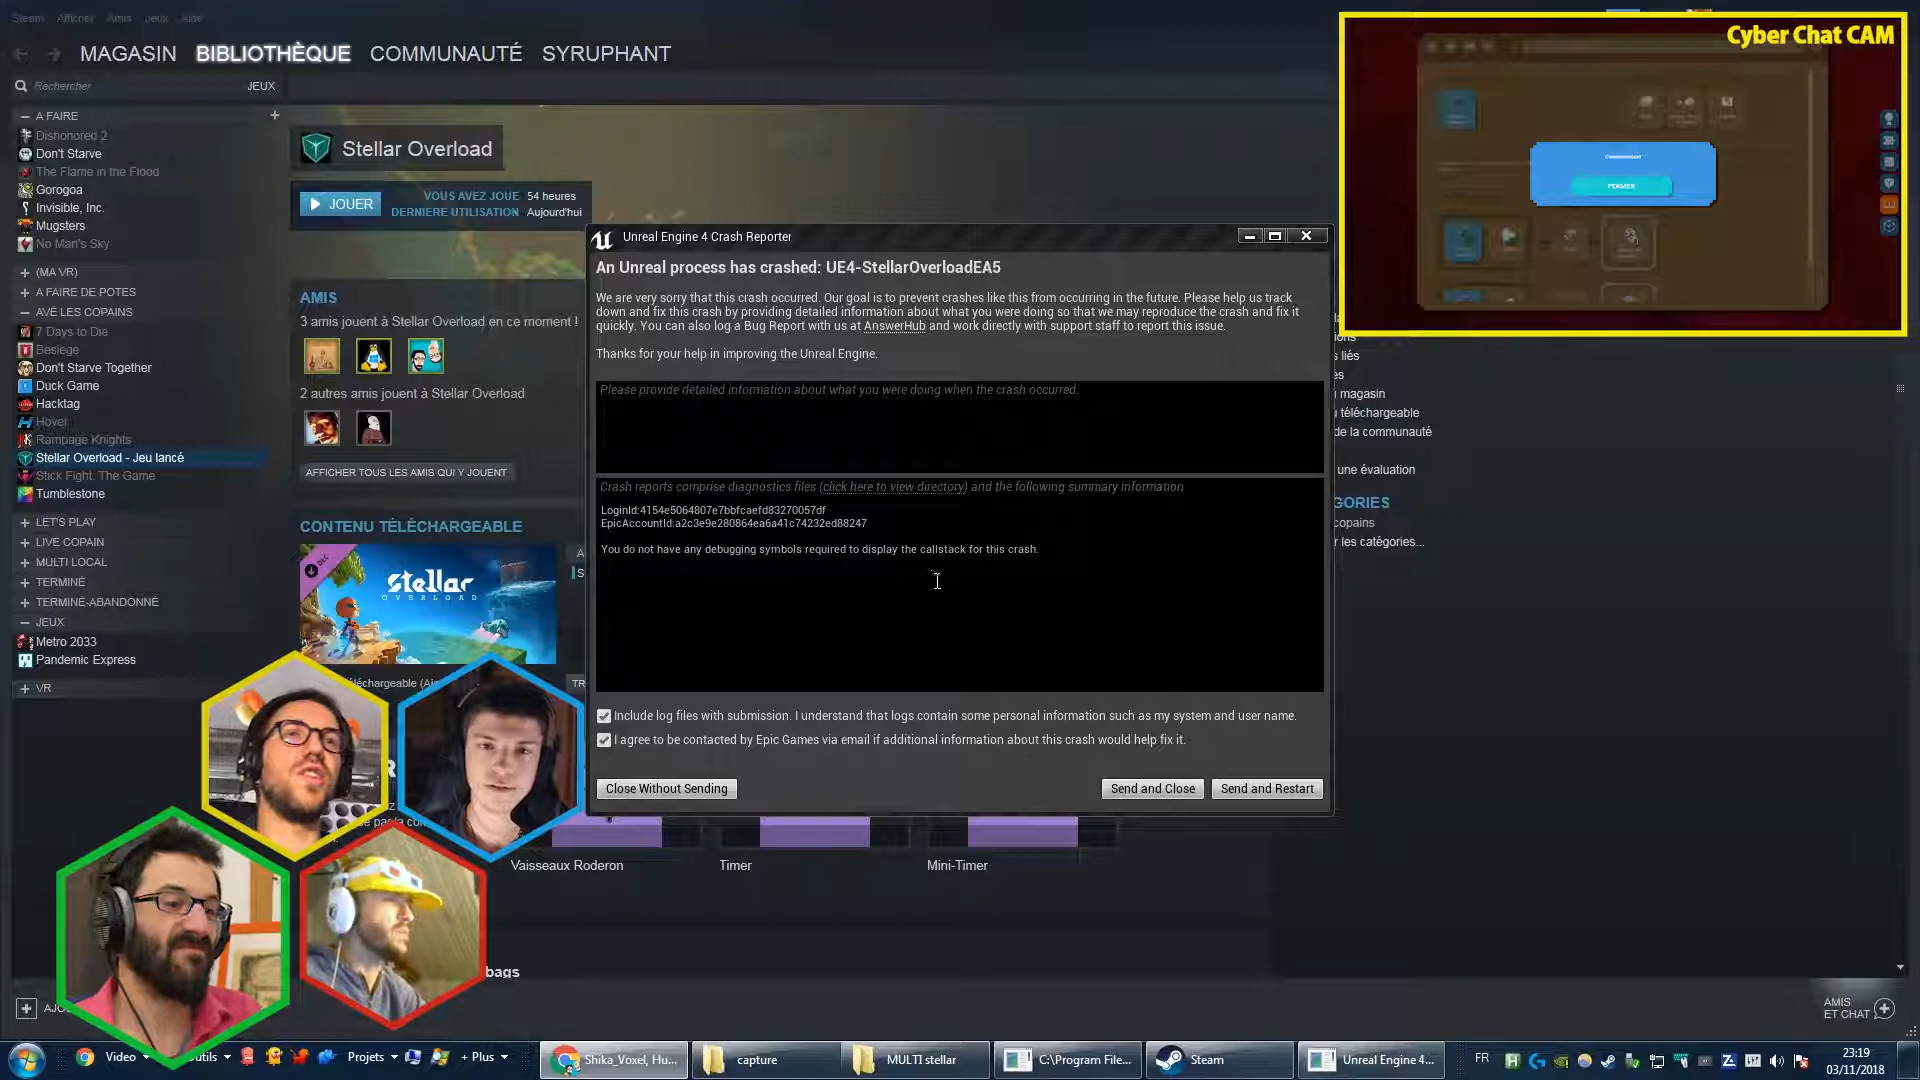 Steam Afficher Amis Jeux Aide
MAGASIN BIBLIOTHÈQUE COMMUNAUTÉ SYRUPHANT
Rechercher JEUX
A FAIRE
Dishonored 2
Don't Starve
The Flame in the Flood
Gorogoa
Invisible, Inc.
Mugsters
No Man's Sky
(MA VR)
A FAIRE DE POTES
AVÉ LES COPAINS
7 Days to Die
Besiege
Don't Starve Together
Duck Game
Hacktag
Hover
Rampage Knights
Stellar Overload - Jeu lancé
Stick Fight: The Game
Tumblestone
LET'S PLAY
LIVE COPAIN
MULTI LOCAL
TERMINÉ
TERMINÉ-ABANDONNÉ
JEUX
Metro 2033
Pandemic Express
VR
Stellar Overload
JOUER
VOUS AVEZ JOUÉ 54 heures
DERNIÈRE UTILISATION Aujourd'hui
AMIS
3 amis jouent à Stellar Overload en ce moment !
2 autres amis jouent à Stellar Overload
AFFICHER TOUS LES AMIS QUI Y JOUENT
CONTENU TÉLÉCHARGEABLE
DLC
stellar
OVERLOAD
Unreal Engine 4 Crash Reporter
An Unreal process has crashed: UE4-StellarOverloadEA5
We are very sorry that this crash occurred. Our goal is to prevent crashes like this from occurring in the future. Please help us track
down and fix this crash by providing detailed information about what you were doing so that we may reproduce the crash and fix it
quickly. You can also log a Bug Report with us at AnswerHub and work directly with support staff to report this issue.
Thanks for your help in improving the Unreal Engine.
Please provide detailed information about what you were doing when the crash occurred.
Crash reports comprise diagnostics files (click here to view directory) and the following summary information
LoginId:4154e5064807e7bbfcaefd83270057df
EpicAccountId:a2c3e9e280864ea6a41c74232ed88247
You do not have any debugging symbols required to display the callstack for this crash.
Include log files with submission. I understand that logs contain some personal information such as my system and user name.
I agree to be contacted by Epic Games via email if additional information about this crash would help fix it.
Close Without Sending Send and Close Send and Restart
Vaisseaux Roderon Timer Mini-Timer
bags
Cyber Chat CAM
FERMER
s liés
magasin
téléchargeable
de la communauté
une évaluation
GORIES
copains
r les catégories...
AMIS
ET CHAT
Video Projets + Plus
Shika_Voxel, Hu...
capture
MULTI stellar
C:\Program File...
Steam
Unreal Engine 4...
FR
23:19
03/11/2018